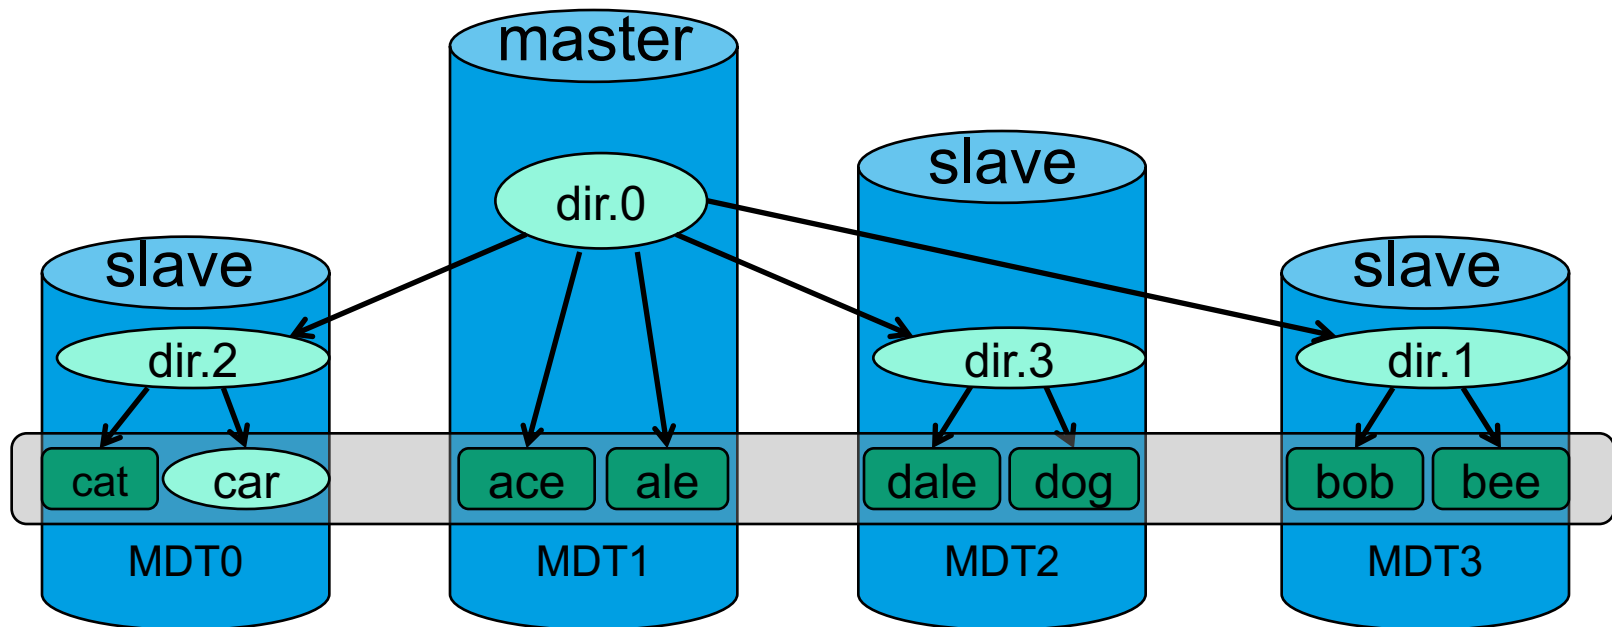 master
slave
slave
slave
dir.0
dir.2
dir.3
dir.1
cat car ace ale dale dog bob bee
MDT0 MDT1 MDT2 MDT3